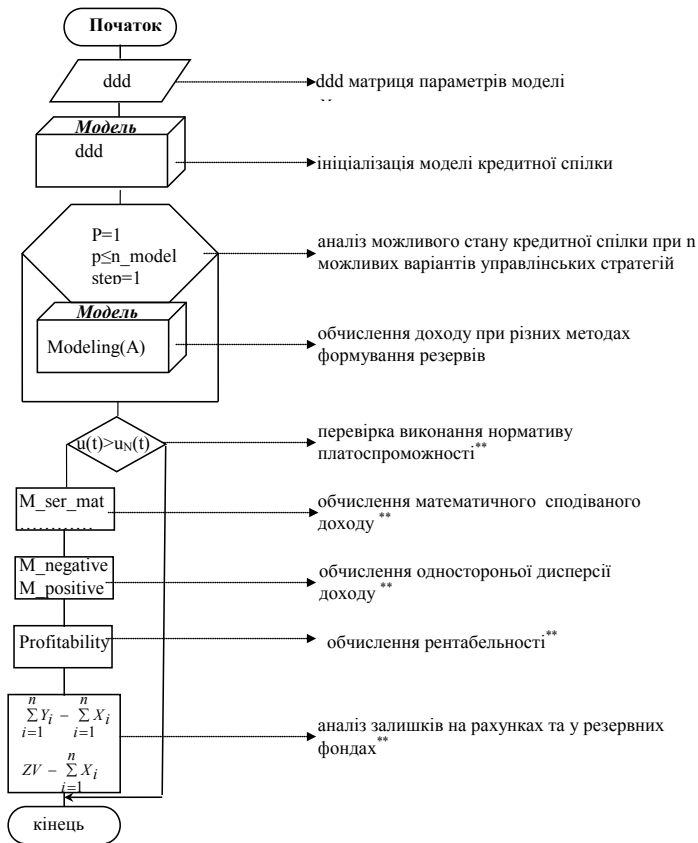 Початок
ddd
ddd матриця параметрів моделі
Модель
ddd
ініціалізація моделі кредитної спілки
P=1
p≤n_model
step=1
аналіз можливого стану кредитної спілки при n
можливих варіантів управлінських стратегій
Модель
Modeling(A)
обчислення доходу при різних методах
формування резервів
u(t)>uN(t)
перевірка виконання нормативу
платоспроможності**
M_ser_mat
............
обчислення математичного сподіваного
доходу **
M_negative
M_positive
обчислення одностороньої дисперсії
доходу **
Profitability
обчислення рентабельності**
n n
∑ Yi − ∑ Xi
i=1 i=1
n
ZV − ∑ Xi
i=1
аналіз залишків на рахунках та у резервних
фондах**
кінець